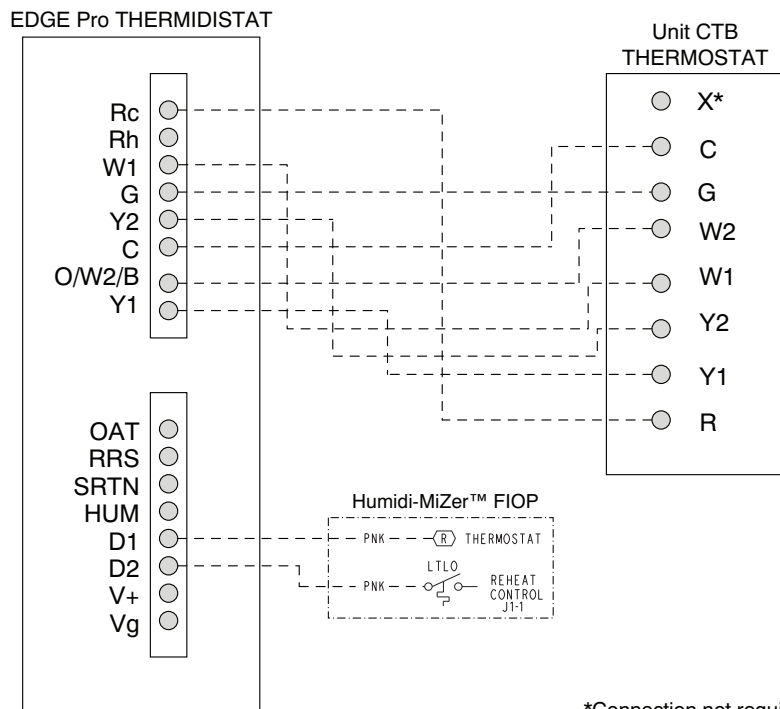 EDGE Pro THERMIDISTAT
Rc
Rh
W1
G
Y2
C
O/W2/B
Y1
OAT
RRS
SRTN
HUM
D1
D2
V+
Vg
Unit CTB
THERMOSTAT
X*
C
G
W2
W1
Y2
Y1
R
Humidi-MiZer™ FIOP
PNK
R
THERMOSTAT
LTLO
PNK
REHEAT
CONTROL
J1-1
*Connection not